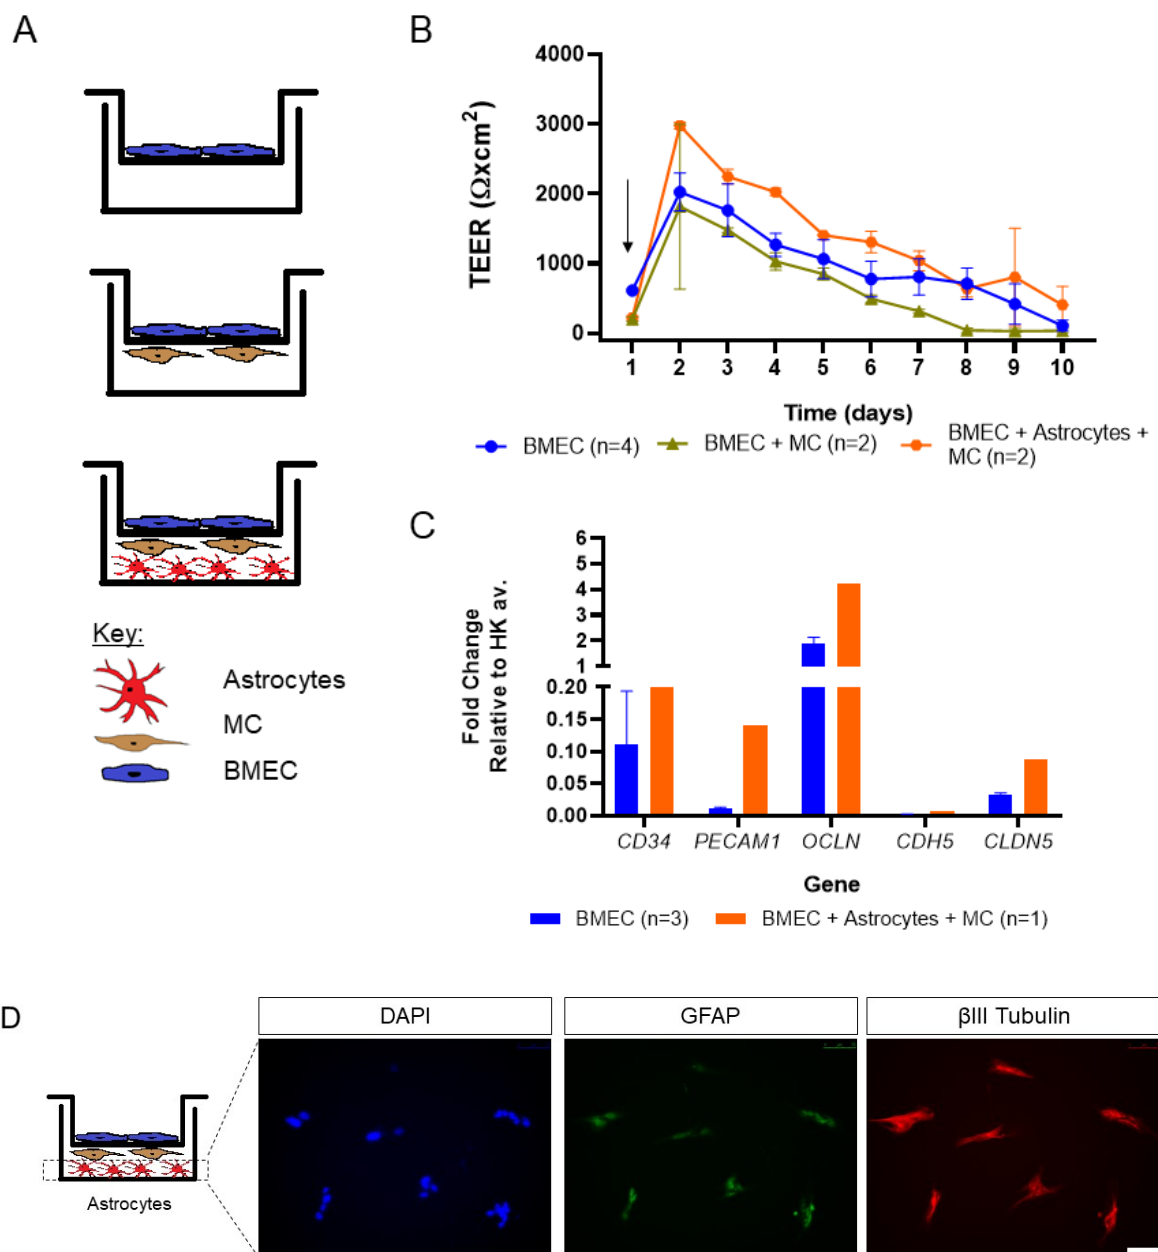 A
Key:
Astrocytes
MC
BMEC
B
TEER (Ωxcm²)
4000
3000
2000
1000
0
1 2 3 4 5 6 7 8 9 10
Time (days)
BMEC (n=4)
BMEC + MC (n=2)
BMEC + Astrocytes +
MC (n=2)
C
Fold Change
Relative to HK av.
6
5
4
3
2
1
0.20
0.15
0.10
0.05
0.00
CD34 PECAM1 OCLN CDH5 CLDN5
Gene
BMEC (n=3)
BMEC + Astrocytes + MC (n=1)
D
Astrocytes
DAPI
GFAP
βIII Tubulin